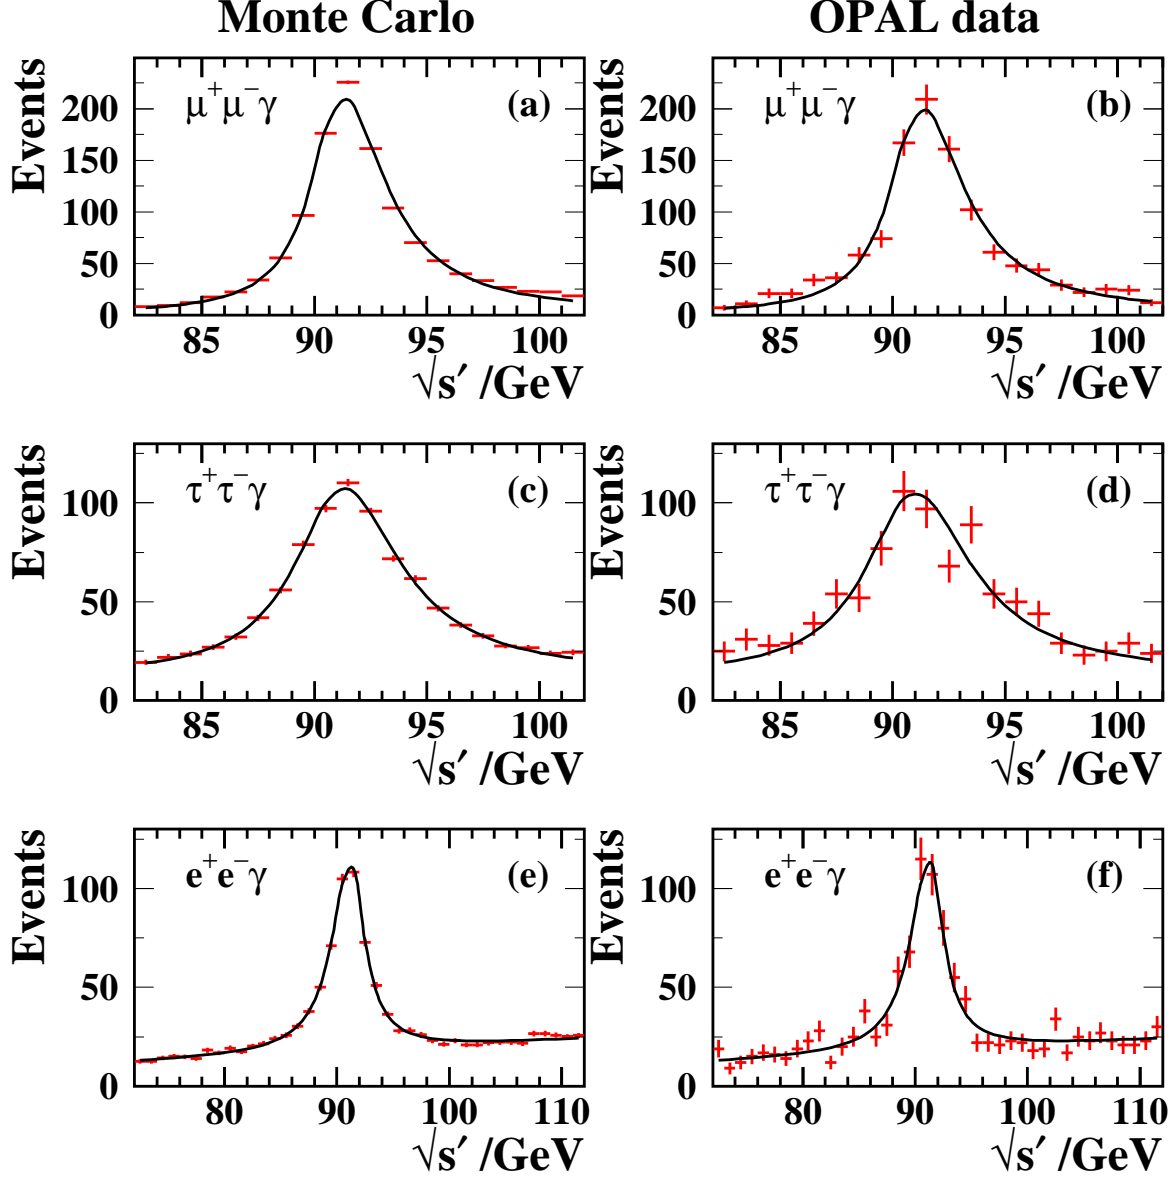 Monte Carlo
OPAL data
Events
μ⁺μ⁻γ
(a)
200
150
100
50
0
85 90 95 100
√s′ /GeV
Events
μ⁺μ⁻γ
(b)
200
150
100
50
0
85 90 95 100
√s′ /GeV
Events
τ⁺τ⁻γ
(c)
100
50
0
85 90 95 100
√s′ /GeV
Events
τ⁺τ⁻γ
(d)
100
50
0
85 90 95 100
√s′ /GeV
Events
e⁺e⁻γ
(e)
100
50
0
80 90 100 110
√s′ /GeV
Events
e⁺e⁻γ
(f)
100
50
0
80 90 100 110
√s′ /GeV